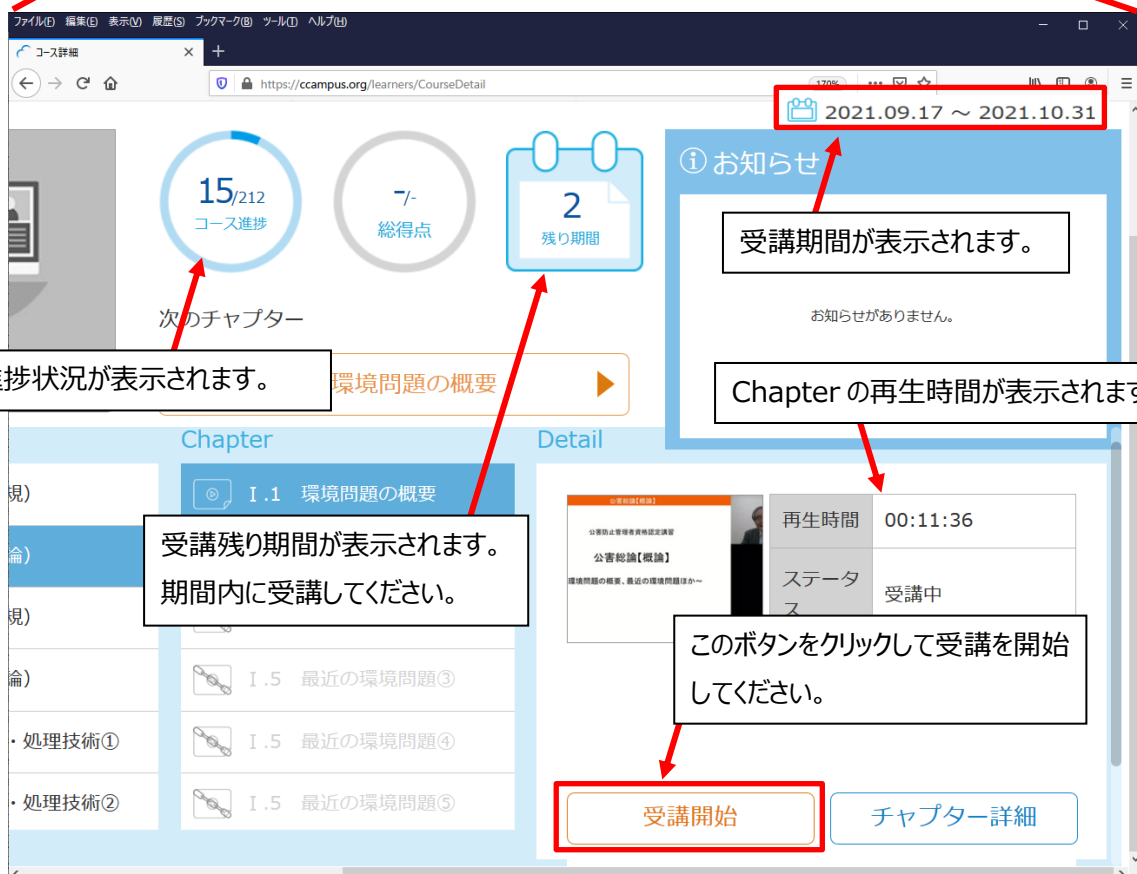 ファイル(F) 編集(E) 表示(V) 履歴(S) ブックマーク(B) ツール(T) ヘルプ(H)
コース詳細
https://ccampus.org/learners/CourseDetail
170%
2021.09.17 ～ 2021.10.31
15/212
コース進捗
-/-
総得点
2
残り期間
お知らせ
受講期間が表示されます。
お知らせがありません。
次のチャプター
捗状況が表示されます。
環境問題の概要
Chapter の再生時間が表示されます
Chapter
Detail
規)
Ⅰ.1 環境問題の概要
公害総論【概論】
公害防止管理者資格認定講習
公害総論【概論】
環境問題の概要、最近の環境問題ほか～
再生時間 00:11:36
ステータス 受講中
論)
受講残り期間が表示されます。
期間内に受講してください。
規)
このボタンをクリックして受講を開始
してください。
論)
Ⅰ.5 最近の環境問題③
・処理技術①
Ⅰ.5 最近の環境問題④
・処理技術②
Ⅰ.5 最近の環境問題⑤
受講開始
チャプター詳細